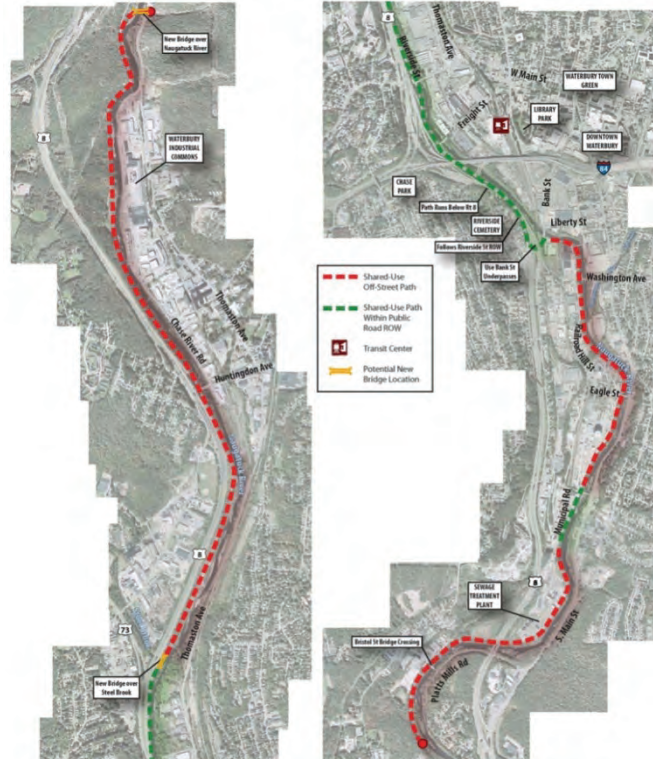 New Bridge over
Naugatuck River
8
WATERBURY
INDUSTRIAL
COMMONS
Thomaston Ave
Chase River Rd
Huntingdon Ave
8
Thomaston Ave
73
New Bridge over
Steel Brook
8
Riverside St
Thomaston Ave
W Main St
WATERBURY TOWN
GREEN
Freight St
LIBRARY
PARK
DOWNTOWN
WATERBURY
84
CHASE
PARK
Bank St
Path Runs Below Rt 8
RIVERSIDE
CEMETERY
Liberty St
Follows Riverside St ROW
Use Bank St
Underpasses
Washington Ave
Railroad Hill St
Eagle St
Shared-Use
Off-Street Path
Shared-Use Path
Within Public
Road ROW
Transit Center
Potential New
Bridge Location
Municipal Rd
8
SEWAGE
TREATMENT
PLANT
S. Main St
Bristol St Bridge Crossing
Platts Mills Rd